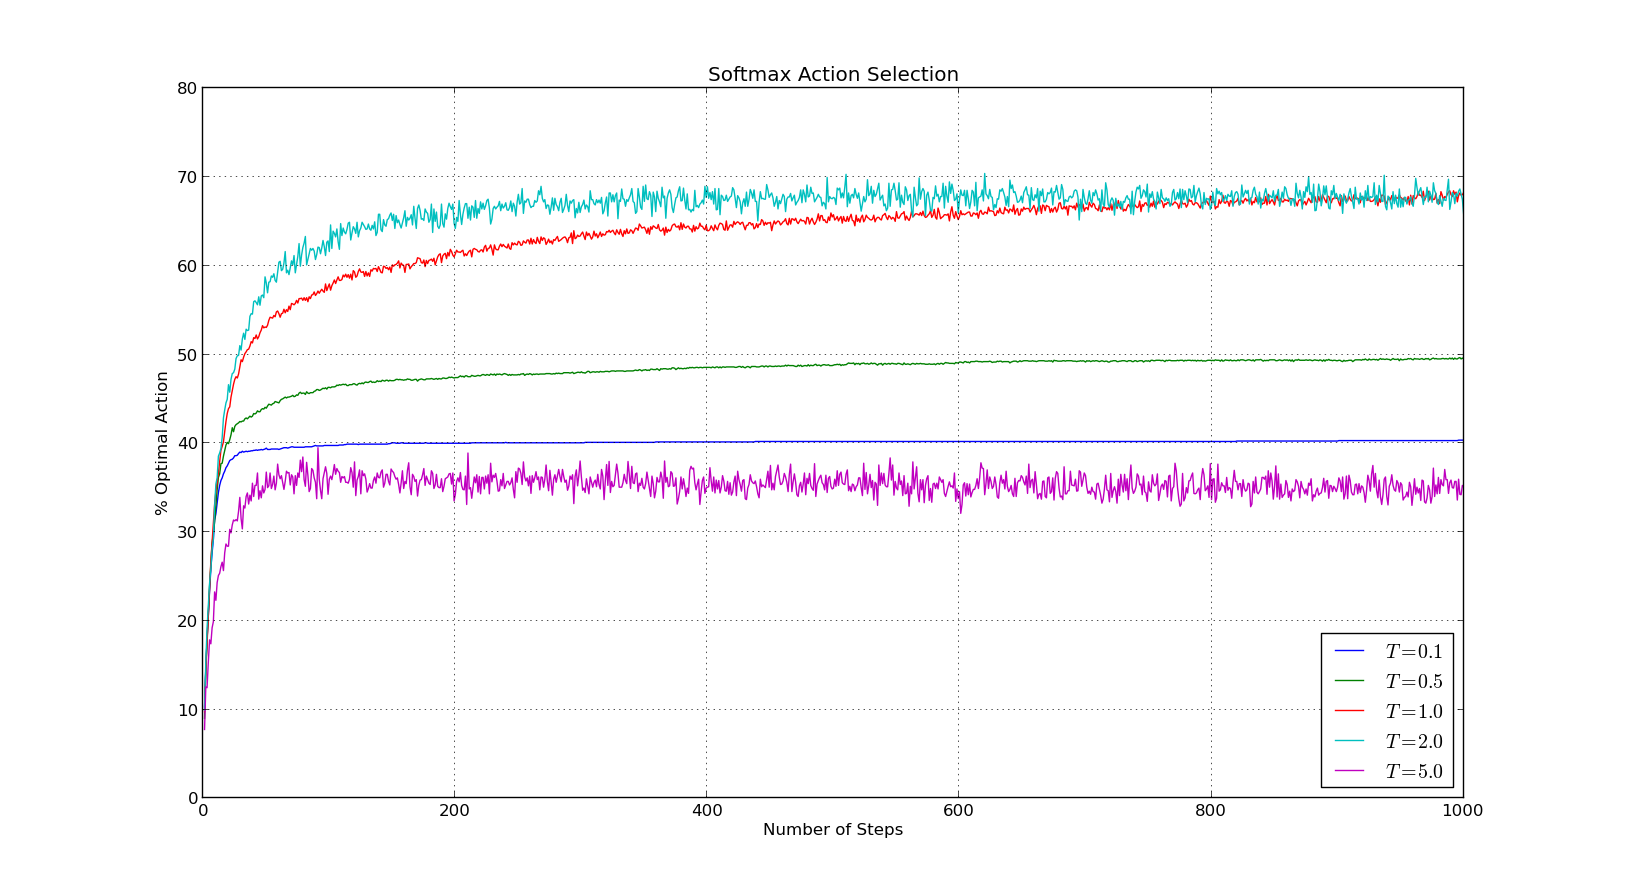 Softmax Action Selection
80
70
60
50
40
30
20
10
0
% Optimal Action
0 200 400 600 800 1000
Number of Steps
T=0.1
T=0.5
T=1.0
T=2.0
T=5.0